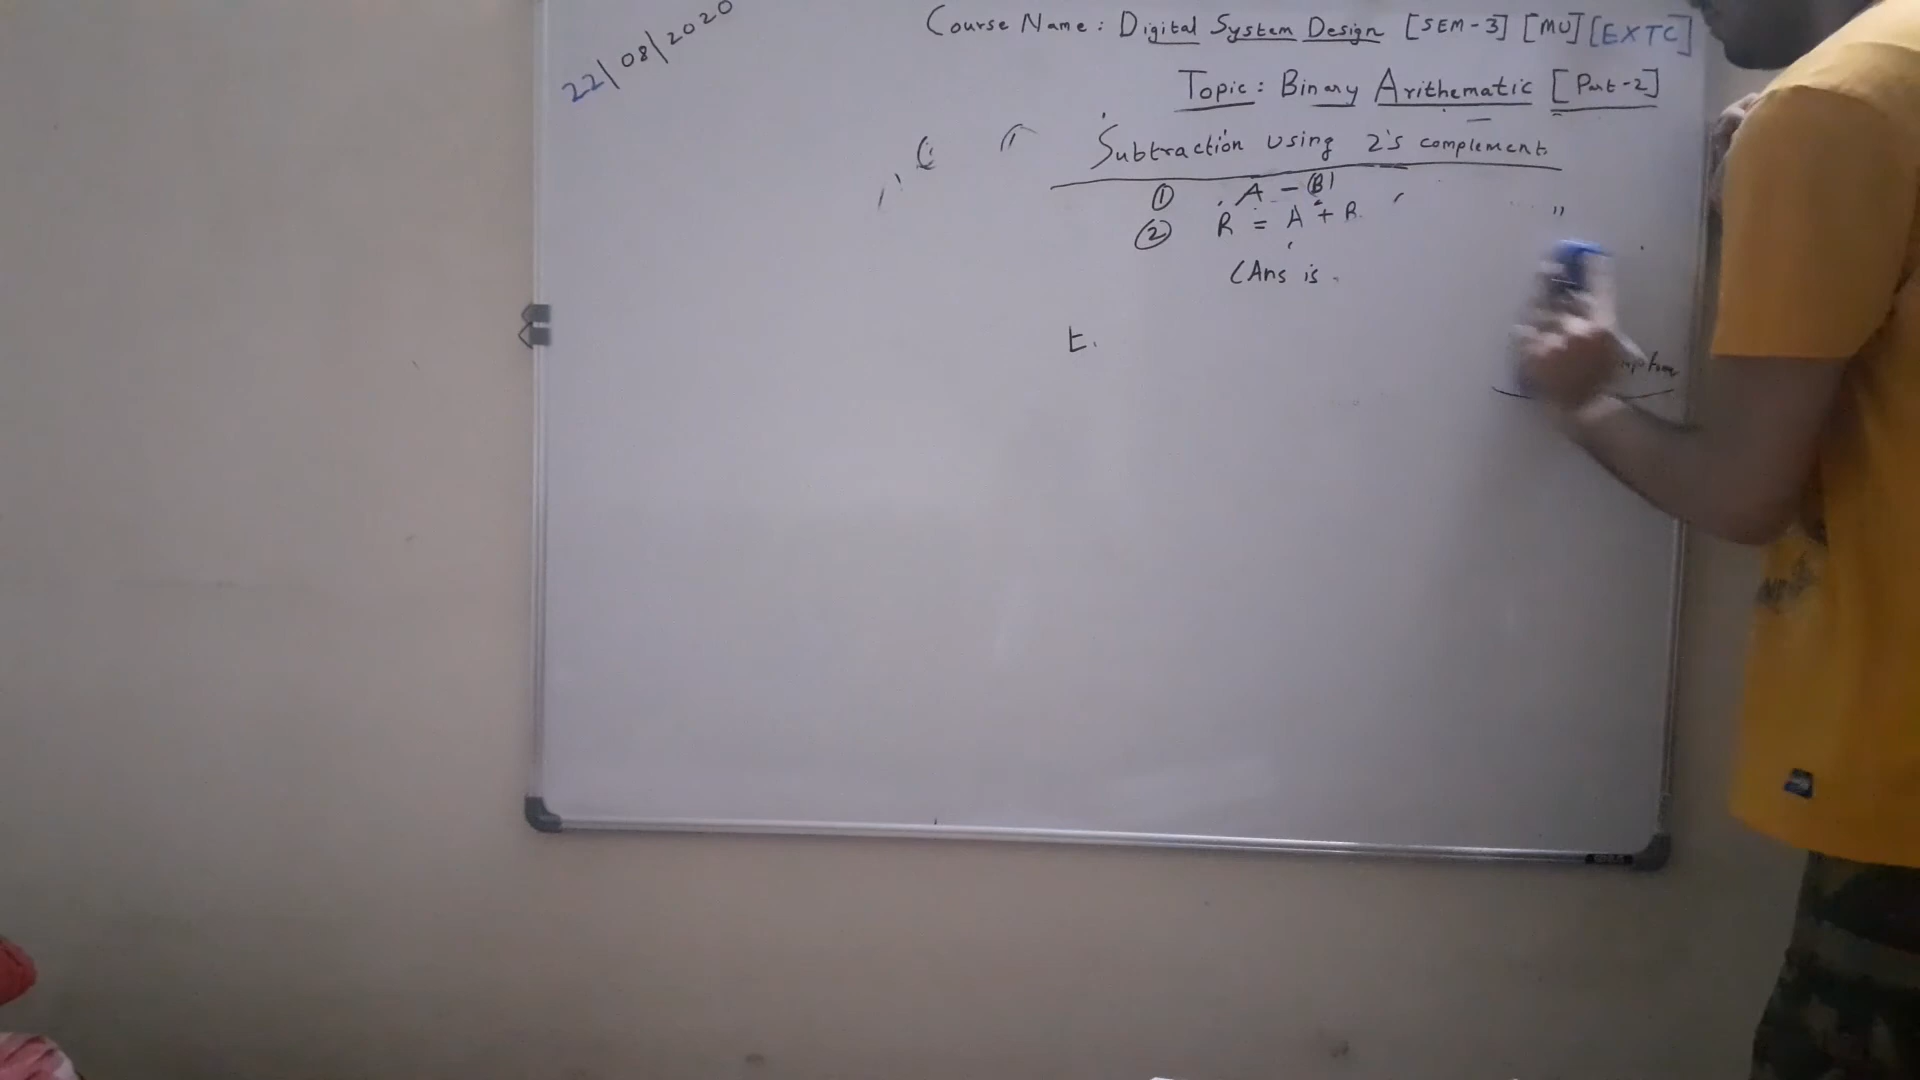 22/08/2020
Course Name: Digital System Design [SEM-3] [MU] [EXTC]
Topic: Binary Arithematic [Part-2]
Subtraction using 2's complement
① A - (B)
② R = A + B
(Ans is
E.